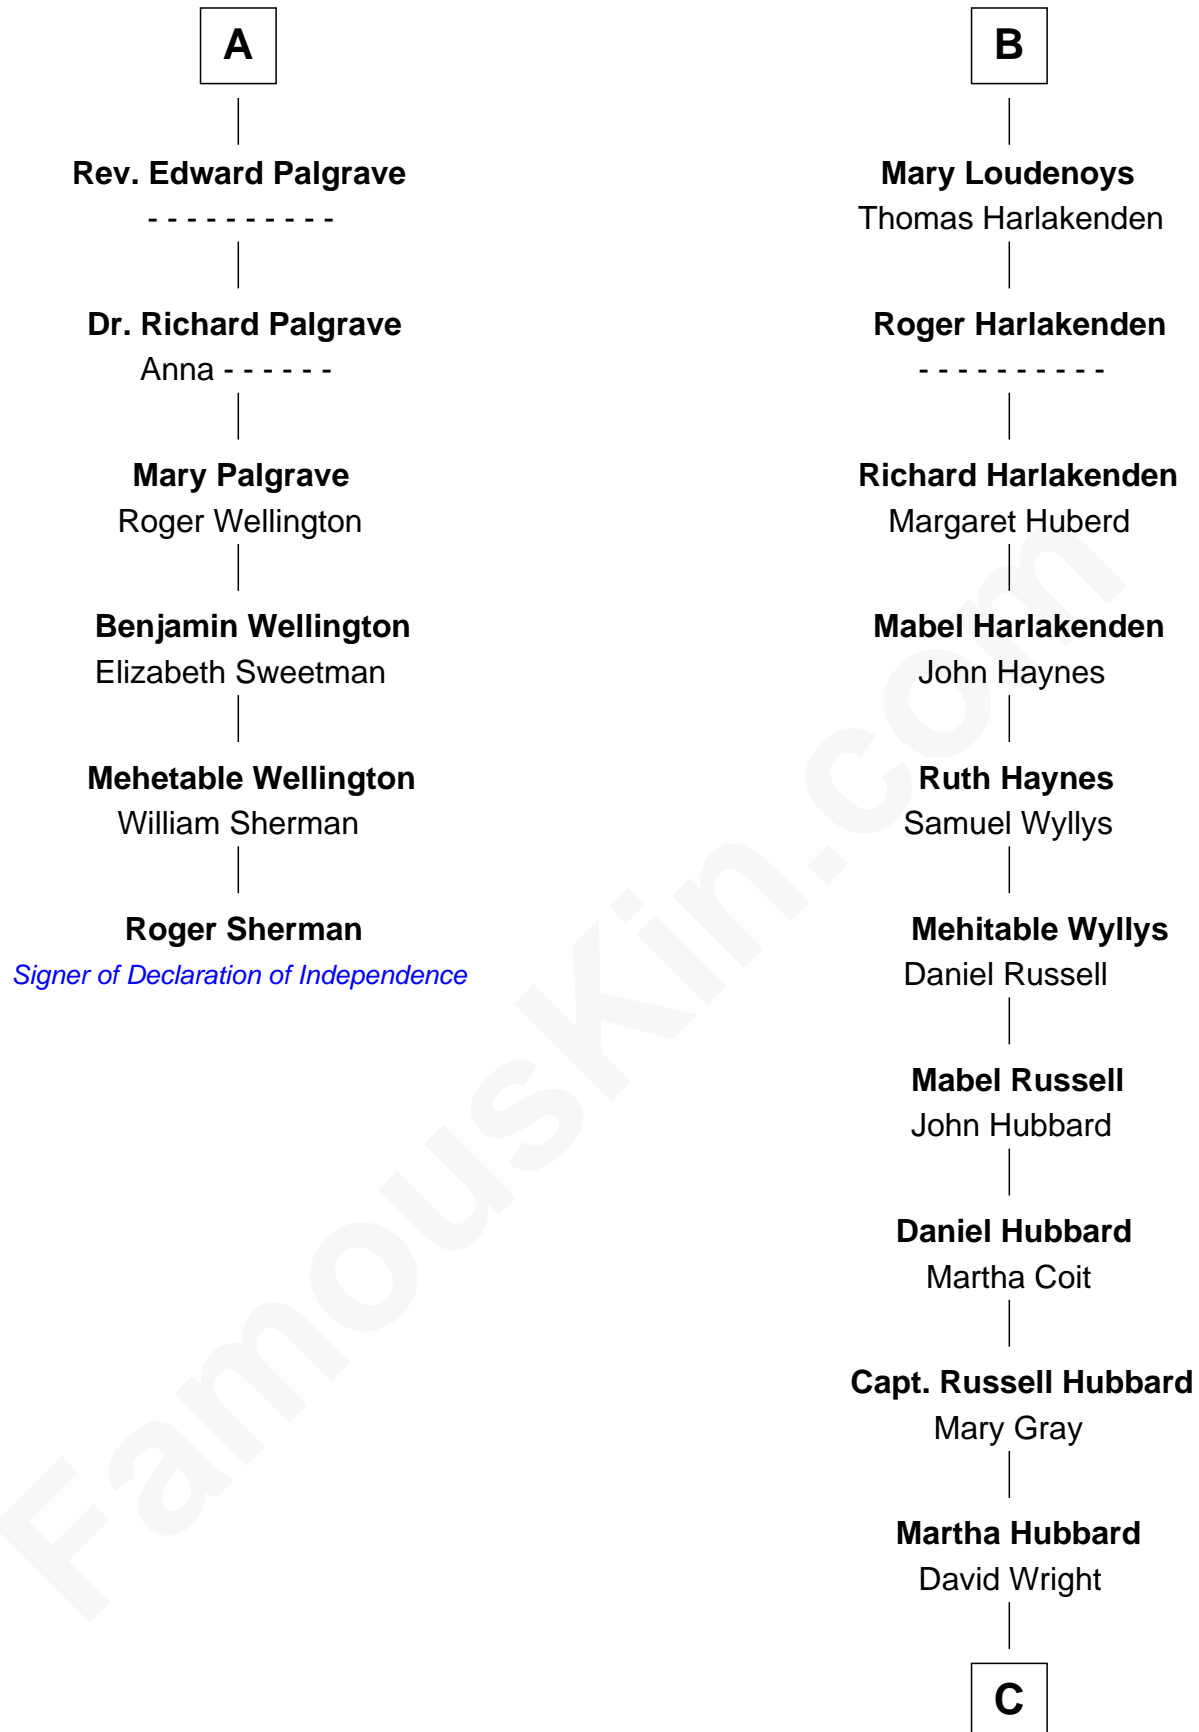 A
Rev. Edward Palgrave
- - - - - - - - - -
Dr. Richard Palgrave
Anna - - - - - -
Mary Palgrave
Roger Wellington
Benjamin Wellington
Elizabeth Sweetman
Mehetable Wellington
William Sherman
Roger Sherman
Signer of Declaration of Independence
B
Mary Loudenoys
Thomas Harlakenden
Roger Harlakenden
- - - - - - - - - -
Richard Harlakenden
Margaret Huberd
Mabel Harlakenden
John Haynes
Ruth Haynes
Samuel Wyllys
Mehitable Wyllys
Daniel Russell
Mabel Russell
John Hubbard
Daniel Hubbard
Martha Coit
Capt. Russell Hubbard
Mary Gray
Martha Hubbard
David Wright
C
FamousKin.com